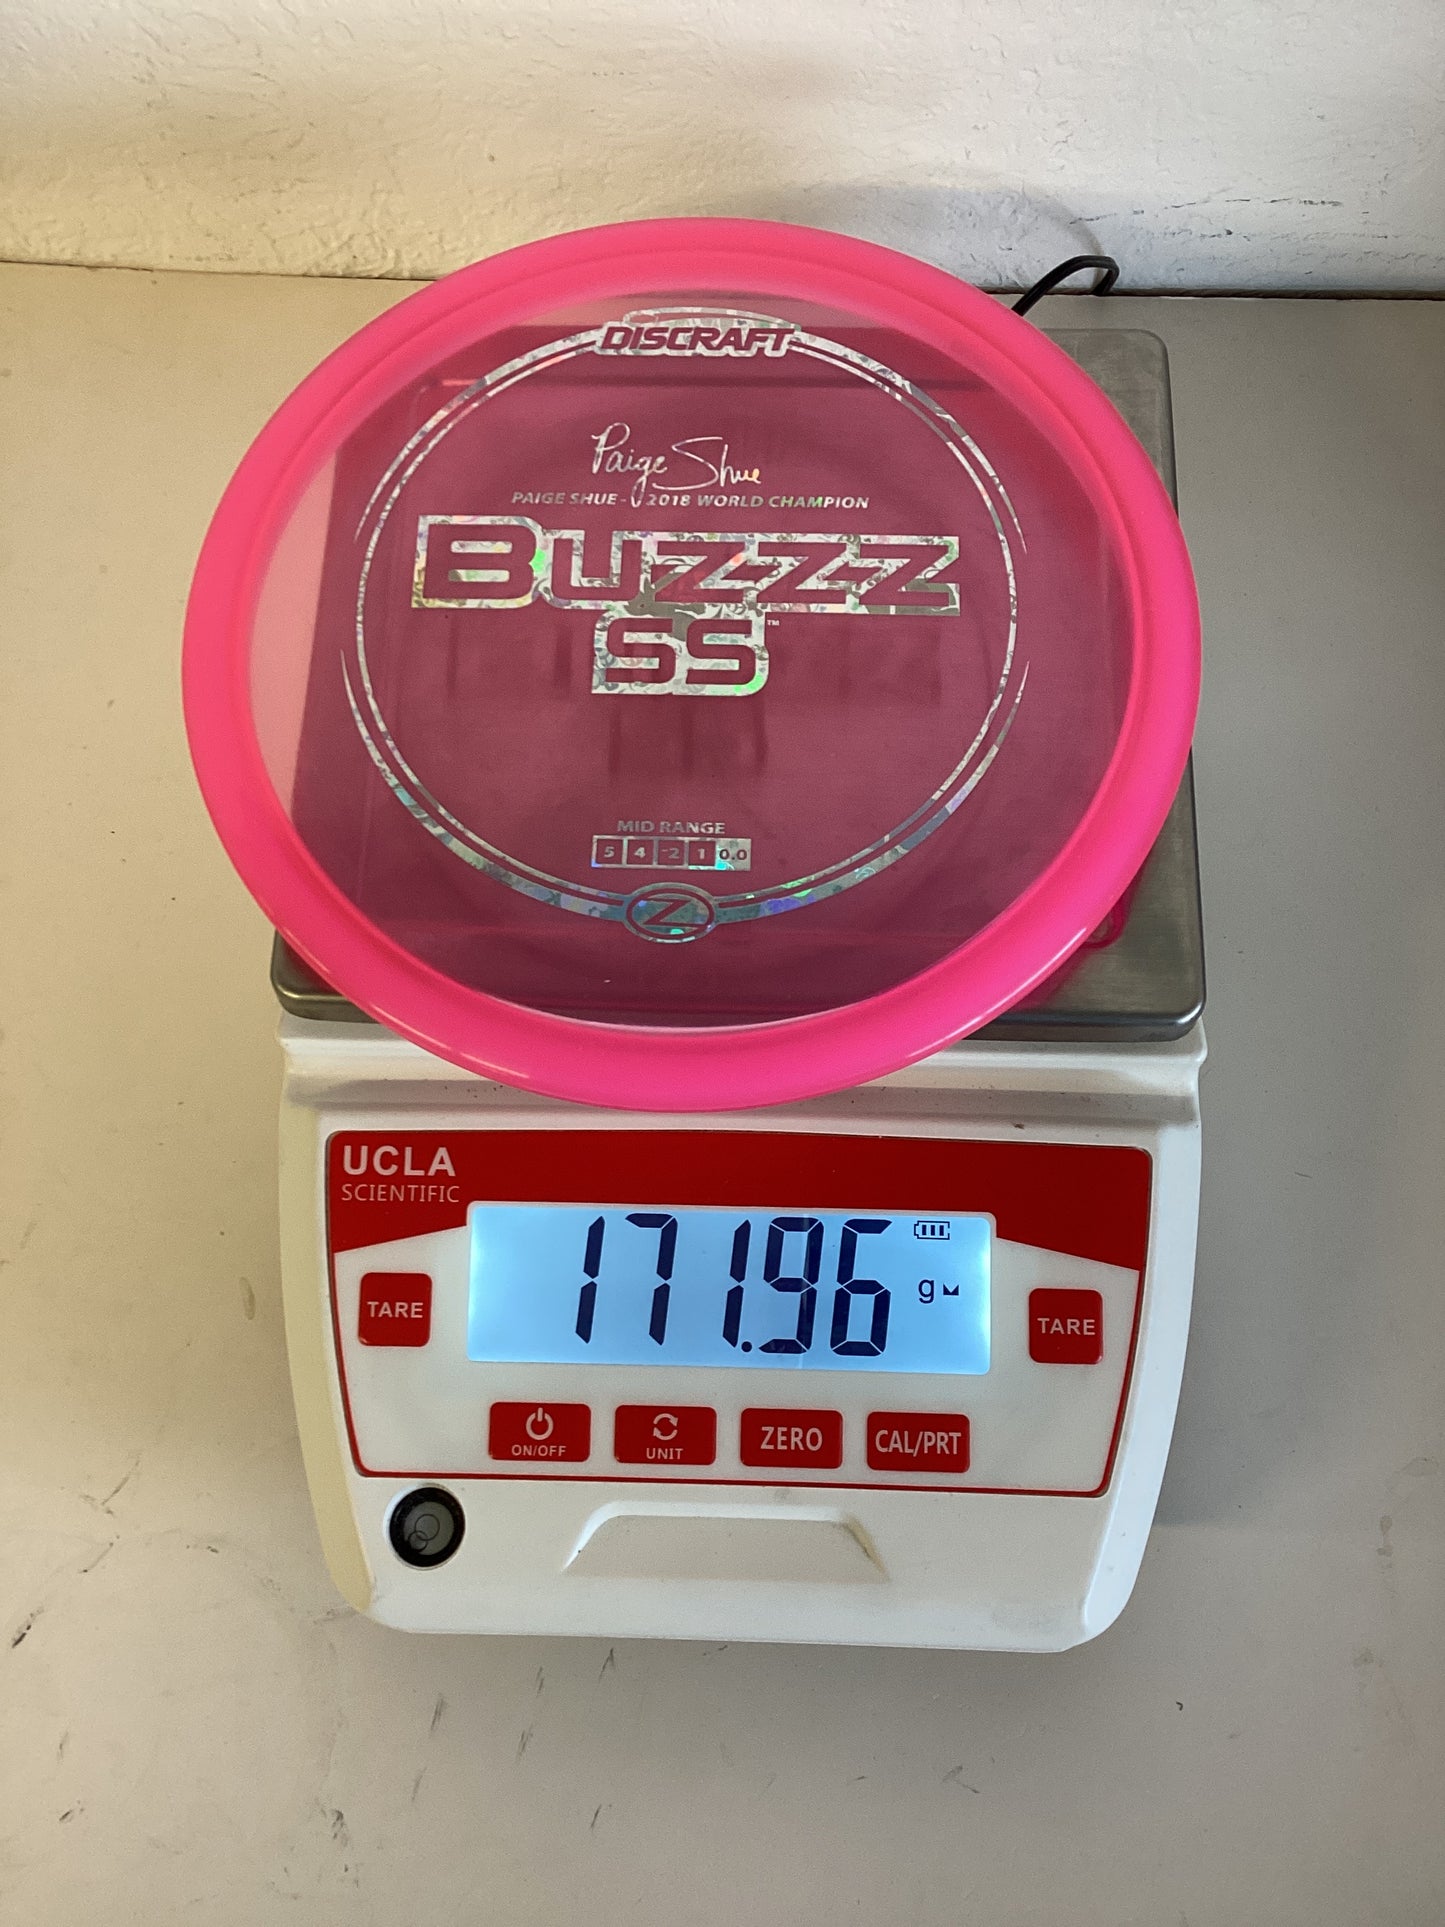 DISCRAFT
Paige Shue
PAIGE SHUE - 2018 WORLD CHAMPION
BUZZZ
SS™
MID RANGE
5 4 -2 1 0.0
Z
UCLA
SCIENTIFIC
171.96 g
TARE
TARE
ON/OFF UNIT ZERO CAL/PRT